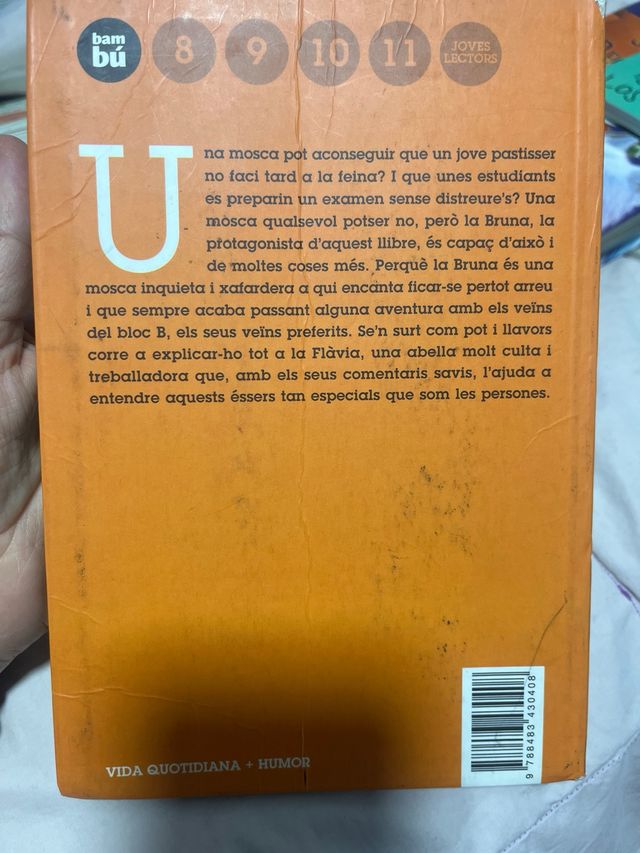 bam
bú
8
9
10
11
JOVES
LECTORS
Una mosca pot aconseguir que un jove pastisser
no faci tard a la feina? I que unes estudiants
es preparin un examen sense distreure's? Una
mosca qualsevol potser no, però la Bruna, la
protagonista d'aquest llibre, és capaç d'això i
de moltes coses més. Perquè la Bruna és una
mosca inquieta i xafardera a qui encanta ficar-se pertot arreu
i que sempre acaba passant alguna aventura amb els veïns
del bloc B, els seus veïns preferits. Se'n surt com pot i llavors
corre a explicar-ho tot a la Flàvia, una abella molt culta i
treballadora que, amb els seus comentaris savis, l'ajuda a
entendre aquests éssers tan especials que som les persones.
VIDA QUOTIDIANA + HUMOR
9 788483 430408